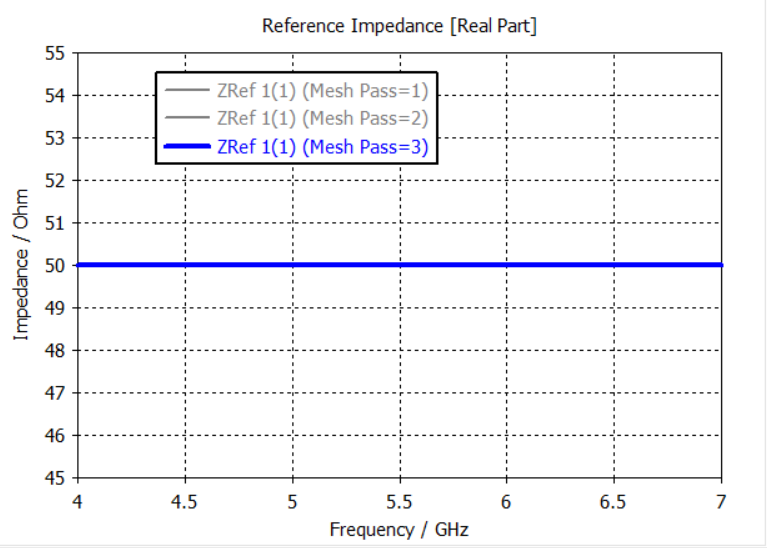 Reference Impedance [Real Part]
ZRef 1(1) (Mesh Pass=1)
ZRef 1(1) (Mesh Pass=2)
ZRef 1(1) (Mesh Pass=3)
Impedance / Ohm
55
54
53
52
51
50
49
48
47
46
45
4 4.5 5 5.5 6 6.5 7
Frequency / GHz